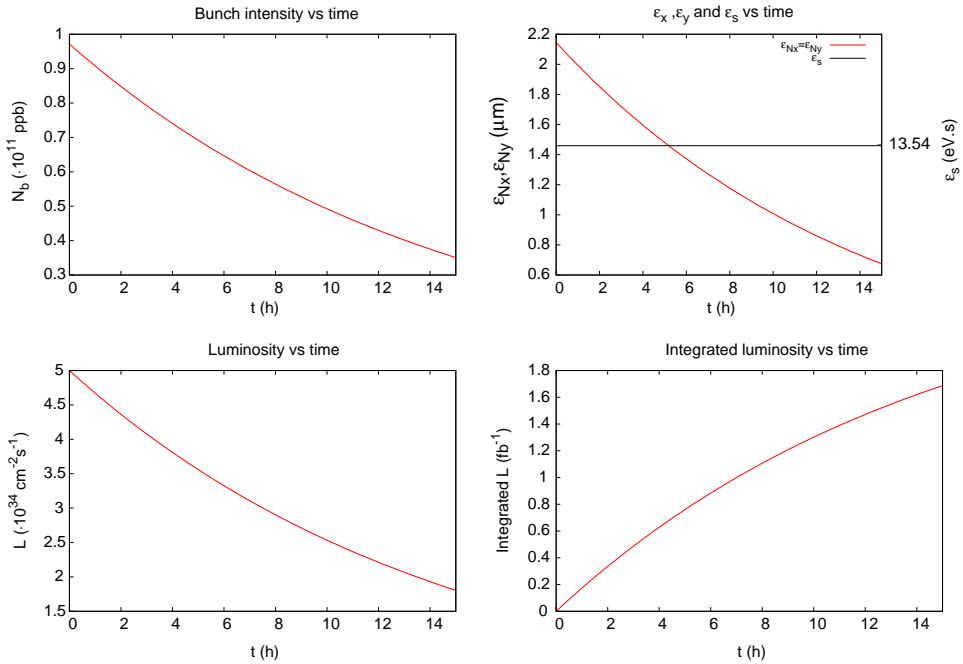 Bunch intensity vs time
1
0.9
0.8
0.7
0.6
0.5
0.4
0.3
N_b (·10^11 ppb)
0 2 4 6 8 10 12 14
t (h)
ε_x ,ε_y and ε_s vs time
2.2
2
1.8
1.6
1.4
1.2
1
0.8
0.6
ε_Nx,ε_Ny (μm)
ε_Nx=ε_Ny
ε_s
13.54
ε_s (eV.s)
0 2 4 6 8 10 12 14
t (h)
Luminosity vs time
5
4.5
4
3.5
3
2.5
2
1.5
L (·10^34 cm^-2s^-1)
0 2 4 6 8 10 12 14
t (h)
Integrated luminosity vs time
1.8
1.6
1.4
1.2
1
0.8
0.6
0.4
0.2
0
Integrated L (fb^-1)
0 2 4 6 8 10 12 14
t (h)